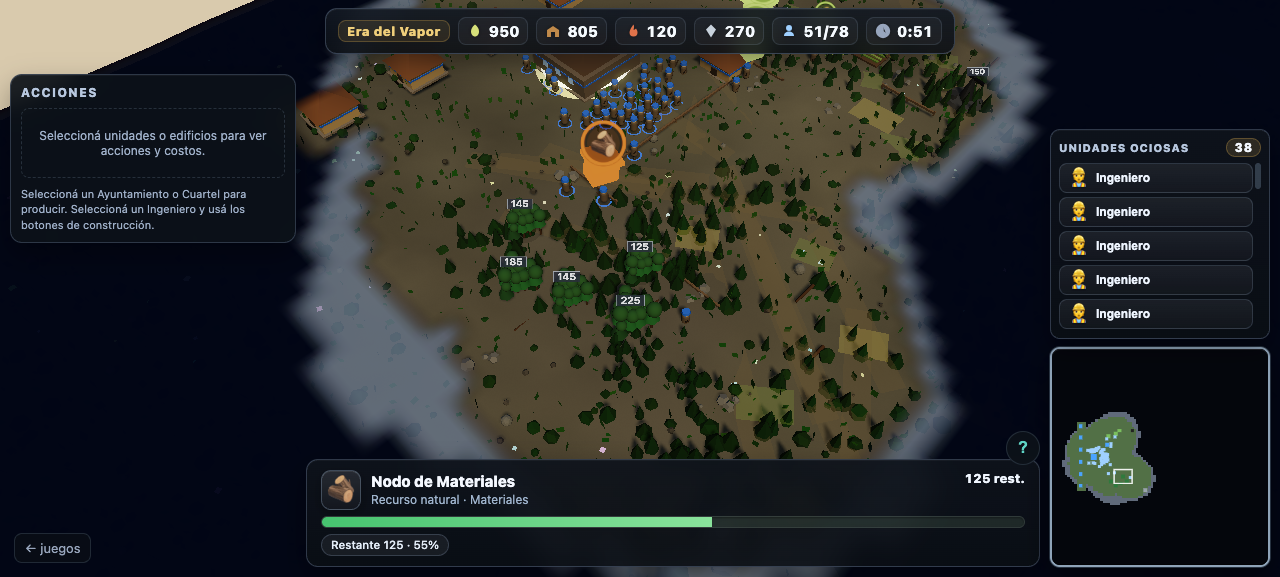 Era del Vapor 950 805 120 270 51/78 0:51
ACCIONES
Seleccioná unidades o edificios para ver
acciones y costos.
Seleccioná un Ayuntamiento o Cuartel para
producir. Seleccioná un Ingeniero y usá los
botones de construcción.
150
145
125
185
145
225
UNIDADES OCIOSAS 38
Ingeniero
Ingeniero
Ingeniero
Ingeniero
Ingeniero
?
Nodo de Materiales 125 rest.
Recurso natural · Materiales
Restante 125 · 55%
← juegos